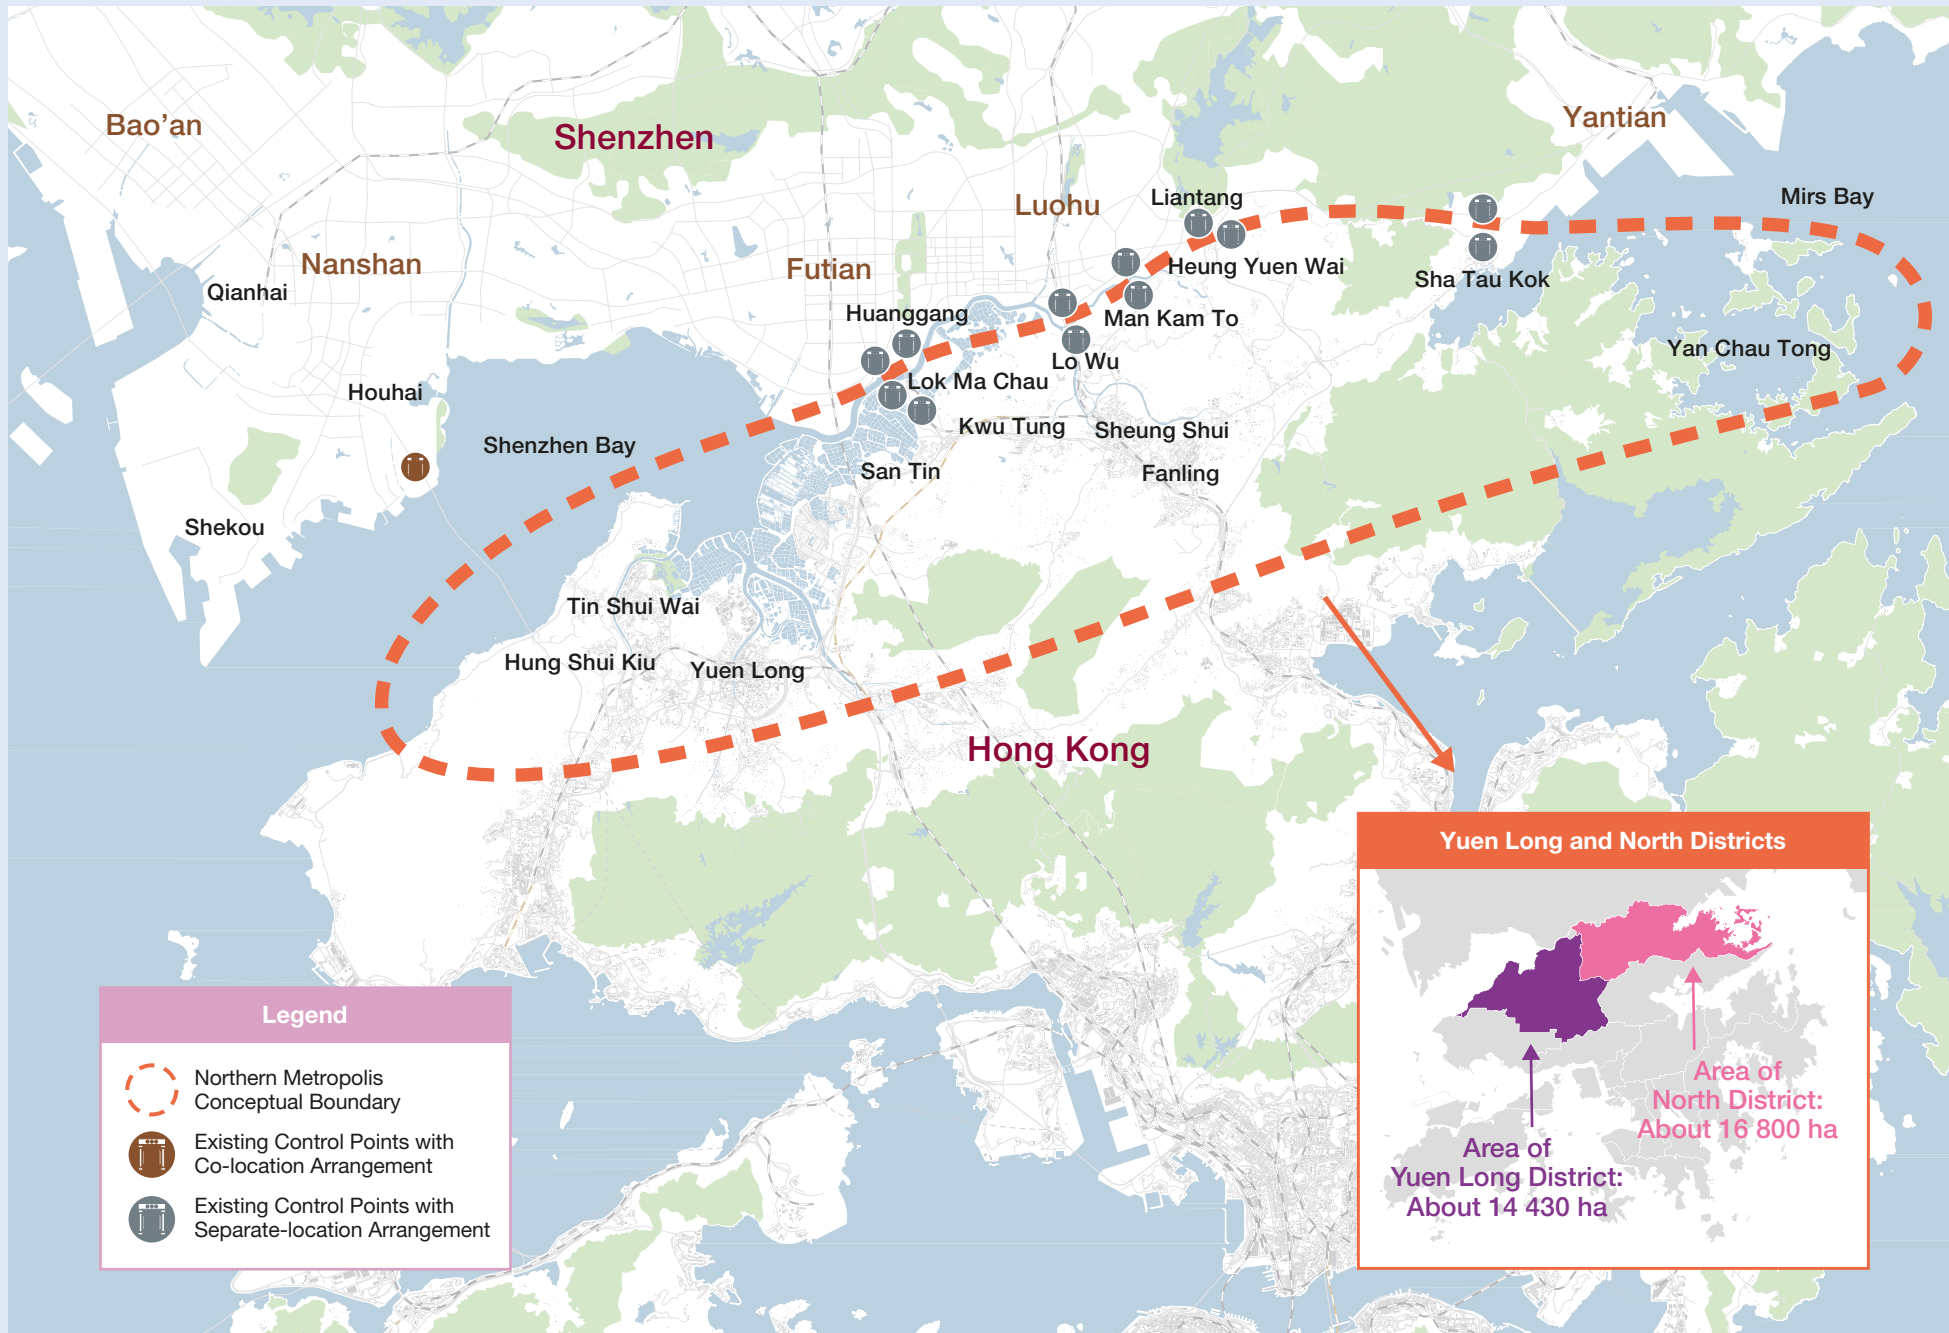 Bao’an
Shenzhen
Yantian
Mirs Bay
Liantang
Luohu
Nanshan
Futian
Heung Yuen Wai
Sha Tau Kok
Qianhai
Huanggang
Man Kam To
Yan Chau Tong
Lo Wu
Houhai
Lok Ma Chau
Kwu Tung
Sheung Shui
Shenzhen Bay
San Tin
Fanling
Shekou
Tin Shui Wai
Hung Shui Kiu
Yuen Long
Hong Kong
Yuen Long and North Districts
Area of
North District:
About 16 800 ha
Area of
Yuen Long District:
About 14 430 ha
Legend
Northern Metropolis
Conceptual Boundary
Existing Control Points with
Co-location Arrangement
Existing Control Points with
Separate-location Arrangement